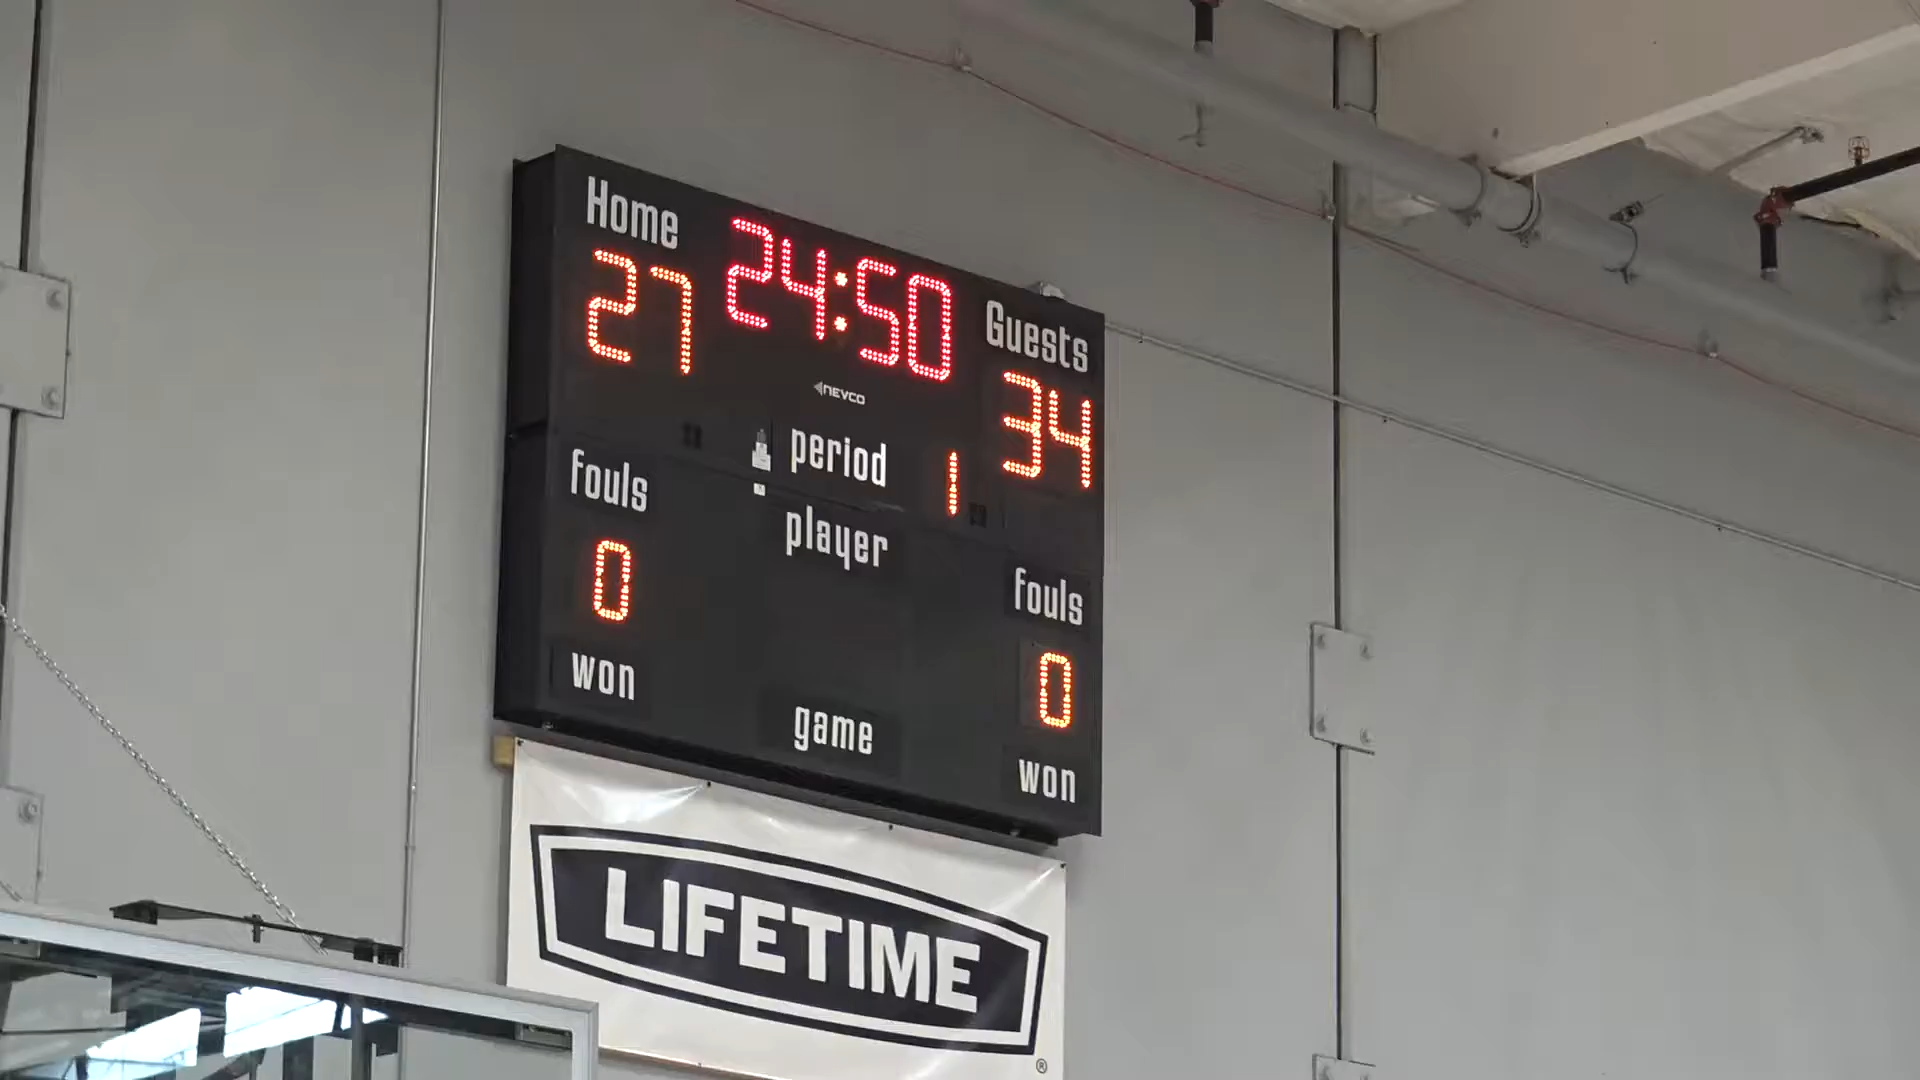 Home
24:50
Guests
27
34
NEVCO
period 1
fouls
player
fouls
0
0
won
game
won
LIFETIME
®